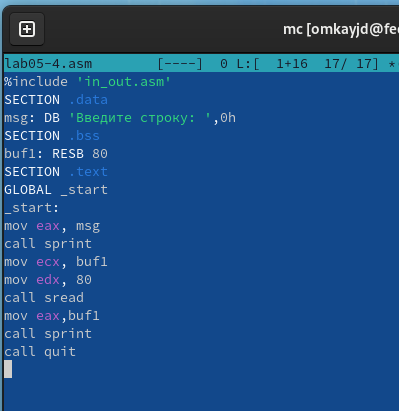 mc [omkayjd@fe
lab05-4.asm [----] 0 L:[ 1+16 17/ 17] *
%include 'in_out.asm'
SECTION .data
msg: DB 'Введите строку: ',0h
SECTION .bss
buf1: RESB 80
SECTION .text
GLOBAL _start
_start:
mov eax, msg
call sprint
mov ecx, buf1
mov edx, 80
call sread
mov eax,buf1
call sprint
call quit